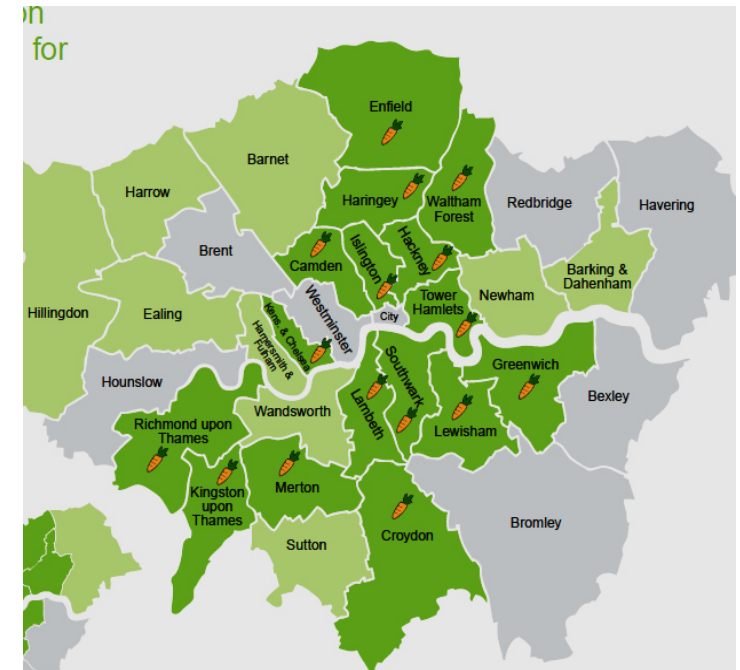 on
for
Enfield
Barnet
Harrow
Haringey
Waltham
Forest
Redbridge
Havering
Brent
Camden
Islington
Hackney
Barking &
Dahenham
Hillingdon
Ealing
Westminster
City
Tower
Hamlets
Newham
Kens. & Chelsea
Hamersmith &
Fulham
Hounslow
Greenwich
Bexley
Wandsworth
Southwark
Lambeth
Lewisham
Richmond upon
Thames
Kingston
upon
Thames
Merton
Sutton
Croydon
Bromley